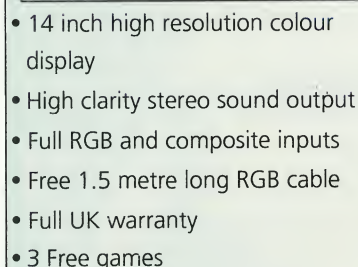 • 14 inch high resolution colour
display
• High clarity stereo sound output
• Full RGB and composite inputs
• Free 1.5 metre long RGB cable
• Full UK warranty
• 3 Free games